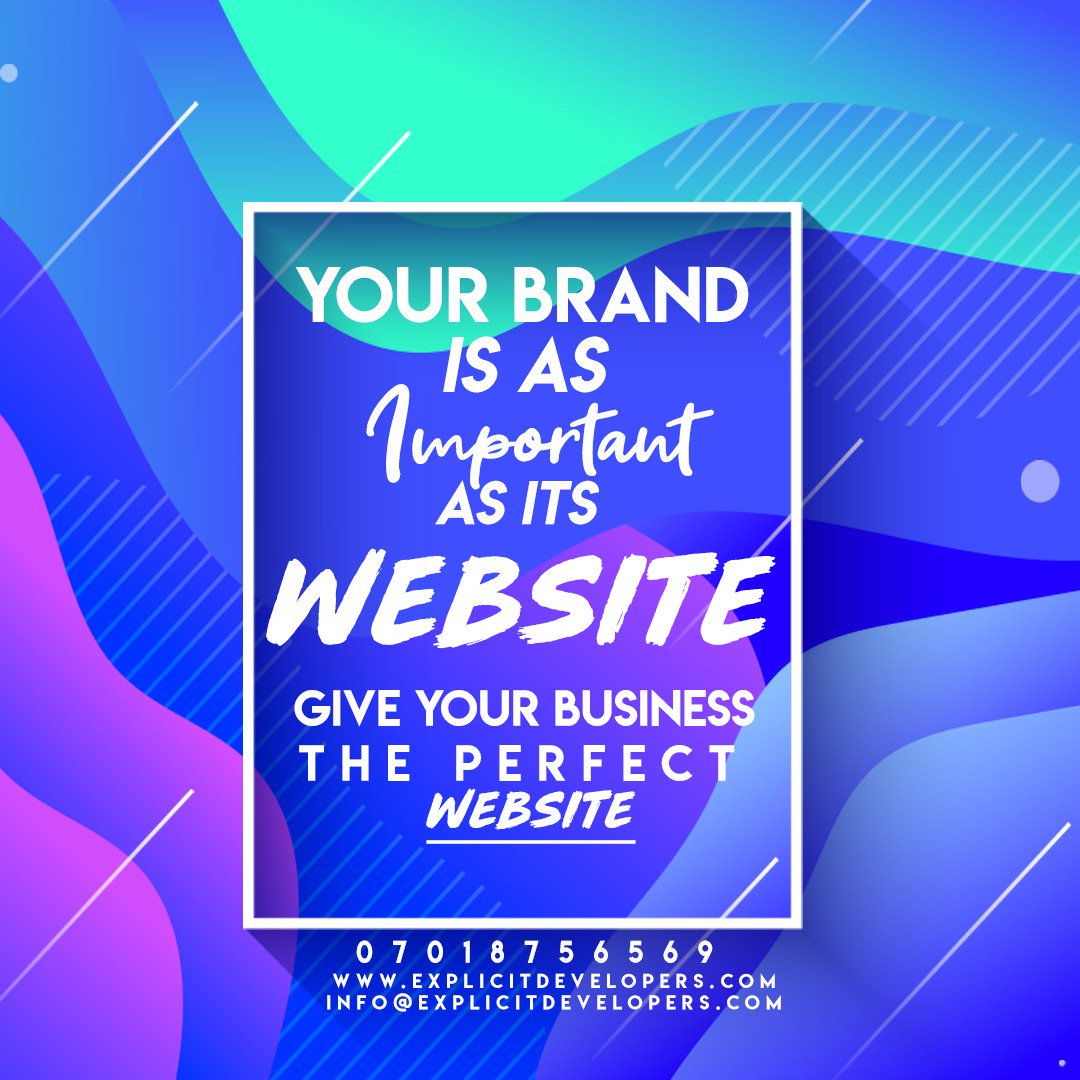 YOUR BRAND
IS AS
Important
AS ITS
WEBSITE
GIVE YOUR BUSINESS
THE PERFECT
WEBSITE
07018756569
WWW.EXPLICITDEVELOPERS.COM
INFO@EXPLICITDEVELOPERS.COM